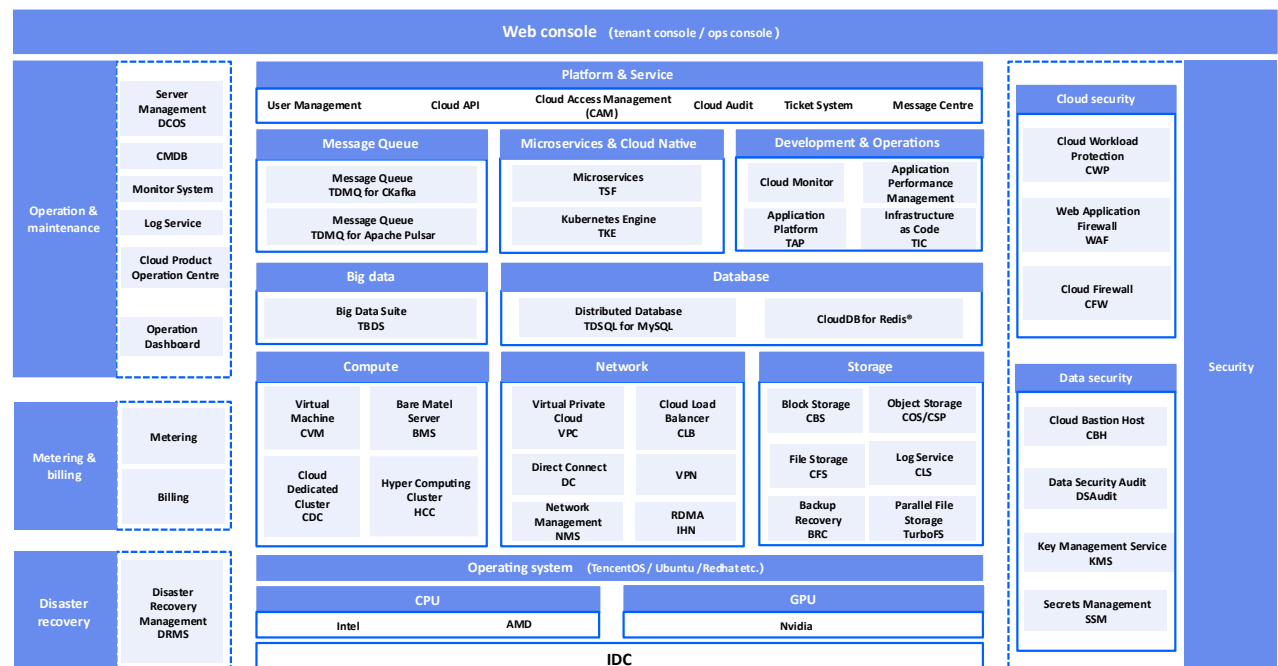 Web console (tenant console / ops console )
Operation &
maintenance
Server
Management
DCOS
CMDB
Monitor System
Log Service
Cloud Product
Operation Centre
Operation
Dashboard
Metering &
billing
Metering
Billing
Disaster
recovery
Disaster
Recovery
Management
DRMS
Platform & Service
User Management
Cloud API
Cloud Access Management
(CAM)
Cloud Audit
Ticket System
Message Centre
Message Queue
Message Queue
TDMQ for CKafka
Message Queue
TDMQ for Apache Pulsar
Microservices & Cloud Native
Microservices
TSF
Kubernetes Engine
TKE
Development & Operations
Cloud Monitor
Application
Performance
Management
Application
Platform
TAP
Infrastructure
as Code
TIC
Big data
Big Data Suite
TBDS
Database
Distributed Database
TDSQL for MySQL
CloudDB for Redis®
Compute
Virtual
Machine
CVM
Bare Matel
Server
BMS
Cloud
Dedicated
Cluster
CDC
Hyper Computing
Cluster
HCC
Network
Virtual Private
Cloud
VPC
Cloud Load
Balancer
CLB
Direct Connect
DC
VPN
Network
Management
NMS
RDMA
IHN
Storage
Block Storage
CBS
Object Storage
COS/CSP
File Storage
CFS
Log Service
CLS
Backup
Recovery
BRC
Parallel File
Storage
TurboFS
Operating system (TencentOS / Ubuntu / Redhat etc.)
CPU
Intel
AMD
GPU
Nvidia
IDC
Cloud security
Cloud Workload
Protection
CWP
Web Application
Firewall
WAF
Cloud Firewall
CFW
Data security
Cloud Bastion Host
CBH
Data Security Audit
DSAudit
Key Management Service
KMS
Secrets Management
SSM
Security